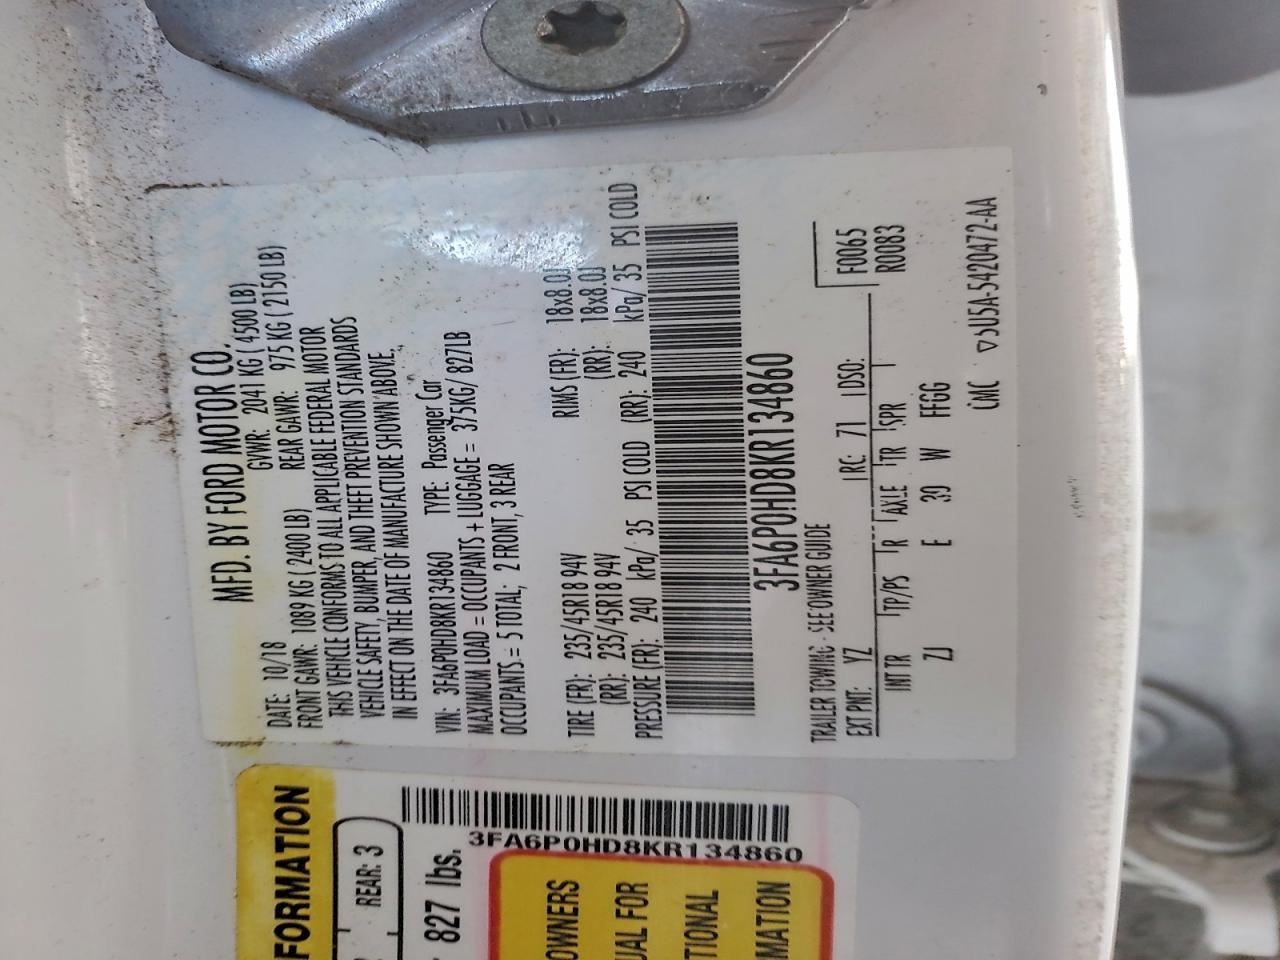 MFD. BY FORD MOTOR CO.
DATE: 10/18 GVWR: 2041 KG ( 4500 LB)
FRONT GAWR: 1089 KG ( 2400 LB) REAR GAWR: 975 KG ( 2150 LB)
THIS VEHICLE CONFORMS TO ALL APPLICABLE FEDERAL MOTOR
VEHICLE SAFETY, BUMPER, AND THEFT PREVENTION STANDARDS
IN EFFECT ON THE DATE OF MANUFACTURE SHOWN ABOVE.
VIN: 3FA6P0HD8KR134860 TYPE: Passenger Car
MAXIMUM LOAD = OCCUPANTS + LUGGAGE = 375KG/ 827LB
OCCUPANTS = 5 TOTAL; 2 FRONT, 3 REAR
TIRE (FR): 235/45R18 94V RIMS (FR): 18x8.0J
(RR): 235/45R18 94V (RR): 18x8.0J
PRESSURE (FR): 240 kPa/ 35 PSI COLD (RR): 240 kPa/ 35 PSI COLD
3FA6P0HD8KR134860
TRAILER TOWING - SEE OWNER GUIDE
F0065
R0083
EXT PNT: YZ RC: 71 DSO:
INT TR TP/PS R AXLE TR SPR
ZJ E 39 W FFGG
CMC ▽5U5A-5420472-AA
FORMATION
REAR: 3
827 lbs.
3FA6P0HD8KR134860
OWNERS
UAL FOR
TIONAL
MATION